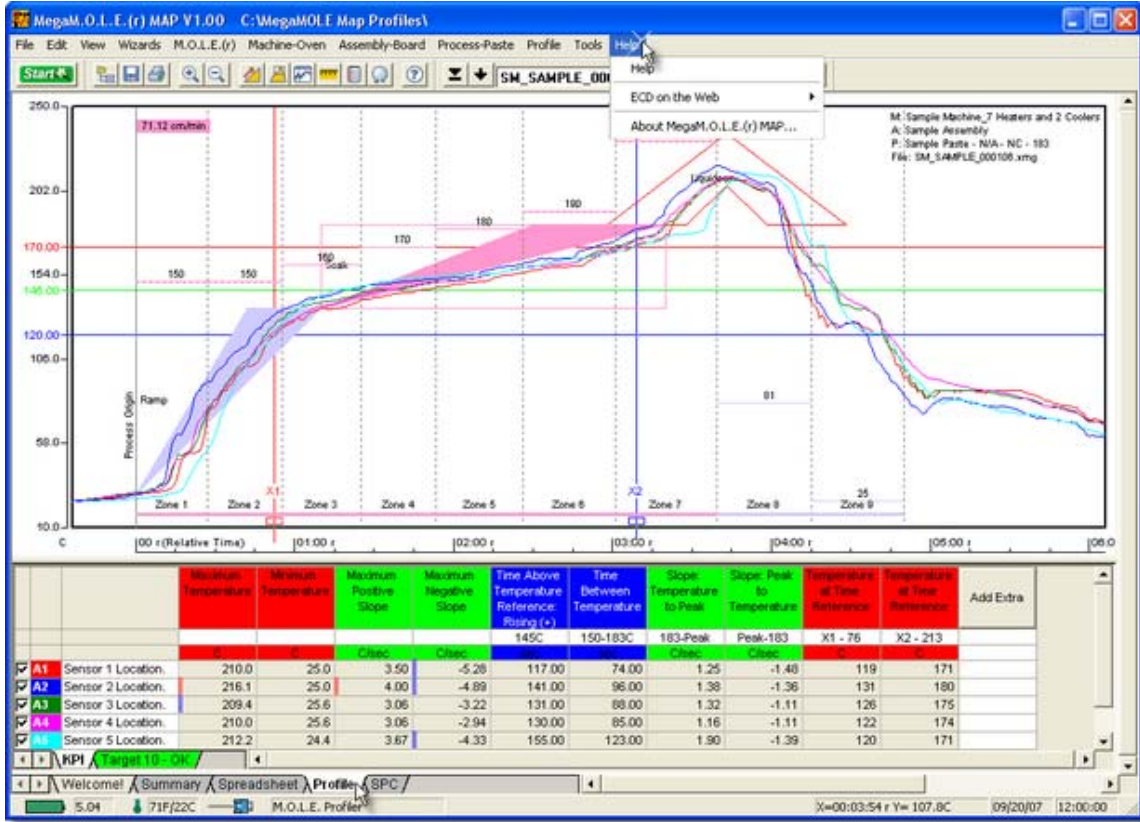 MegaM.O.L.E.(r) MAP V1.00 C:\MegaMOLE Map Profiles\
File Edit View Wizards M.O.L.E.(r) Machine-Oven Assembly-Board Process-Paste Profile Tools Help
Start
SM_SAMPLE_000
Help
ECD on the Web
About MegaM.O.L.E.(r) MAP...
M: Sample Machine_7 Heaters and 2 Coolers
A: Sample Assembly
P: Sample Paste - N/A - NC - 183
File: SM_SAMPLE_000108.xmg
250.0
71.12 cm/min
202.0
180
190
170
170.00
160
Soak
154.0
150 150
145.00
120.00
106.0
Ramp
Process Origin
81
58.0
X1 X2
25
Zone 1 Zone 2 Zone 3 Zone 4 Zone 5 Zone 6 Zone 7 Zone 8 Zone 9
10.0
C 00 r(Relative Time) 01:00 r 02:00 r 03:00 r 04:00 r 05:00 r 06:0
Maximum Temperature Minimum Temperature Maximum Positive Slope Maximum Negative Slope Time Above Temperature Reference: Rising (+) Time Between Temperature Slope: Temperature to Peak Slope: Peak to Temperature Temperature at Time Reference Temperature at Time Reference Add Extra
145C 150-183C 183-Peak Peak-183 X1 - 76 X2 - 213
C C C/sec C/sec C/sec C/sec C C
A1 Sensor 1 Location. 210.0 25.0 3.50 -5.28 117.00 74.00 1.25 -1.48 119 171
A2 Sensor 2 Location. 216.1 25.0 4.00 -4.89 141.00 96.00 1.38 -1.36 131 180
A3 Sensor 3 Location. 209.4 25.6 3.06 -3.22 131.00 88.00 1.32 -1.11 126 175
A4 Sensor 4 Location. 210.0 25.6 3.06 -2.94 130.00 85.00 1.16 -1.11 122 174
A5 Sensor 5 Location. 212.2 24.4 3.67 -4.33 155.00 123.00 1.90 -1.39 120 171
KPI Target 10 - OK
Welcome! Summary Spreadsheet Profile SPC
5.04 71F/22C M.O.L.E. Profiler X=00:03:54 r Y= 107.8C 09/20/07 12:00:00